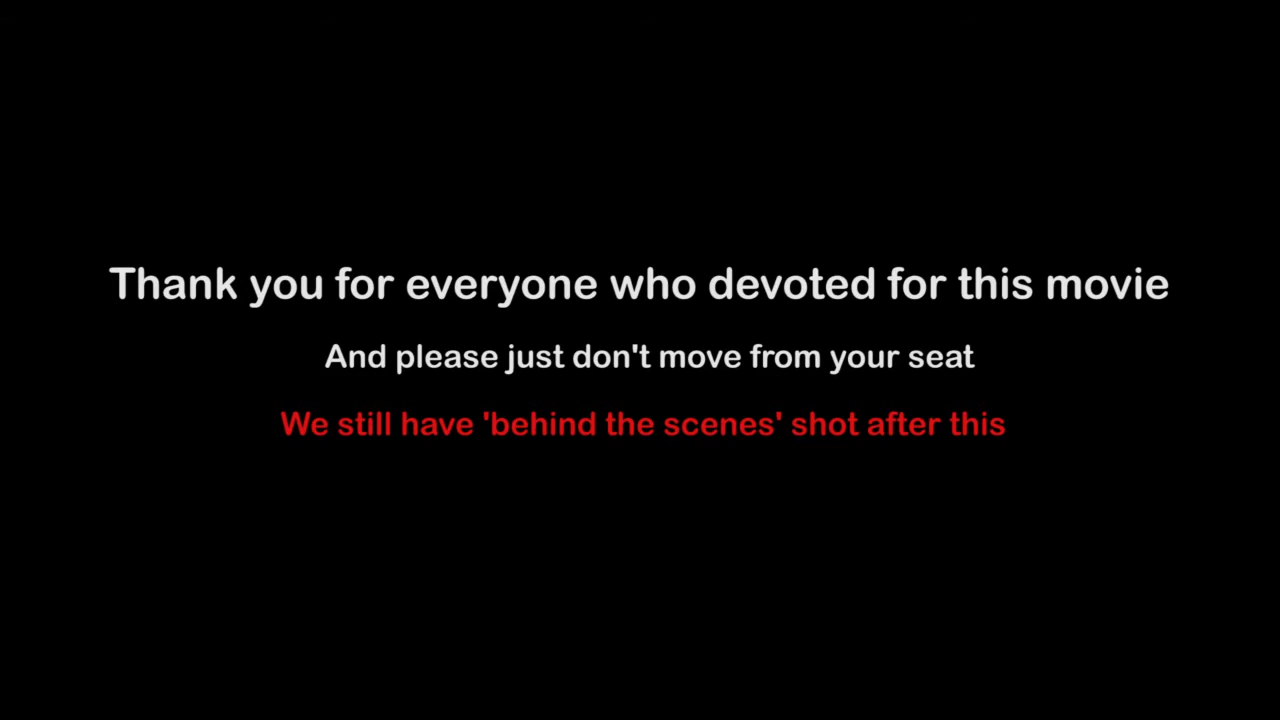 Thank you for everyone who devoted for this movie
And please just don't move from your seat
We still have 'behind the scenes' shot after this